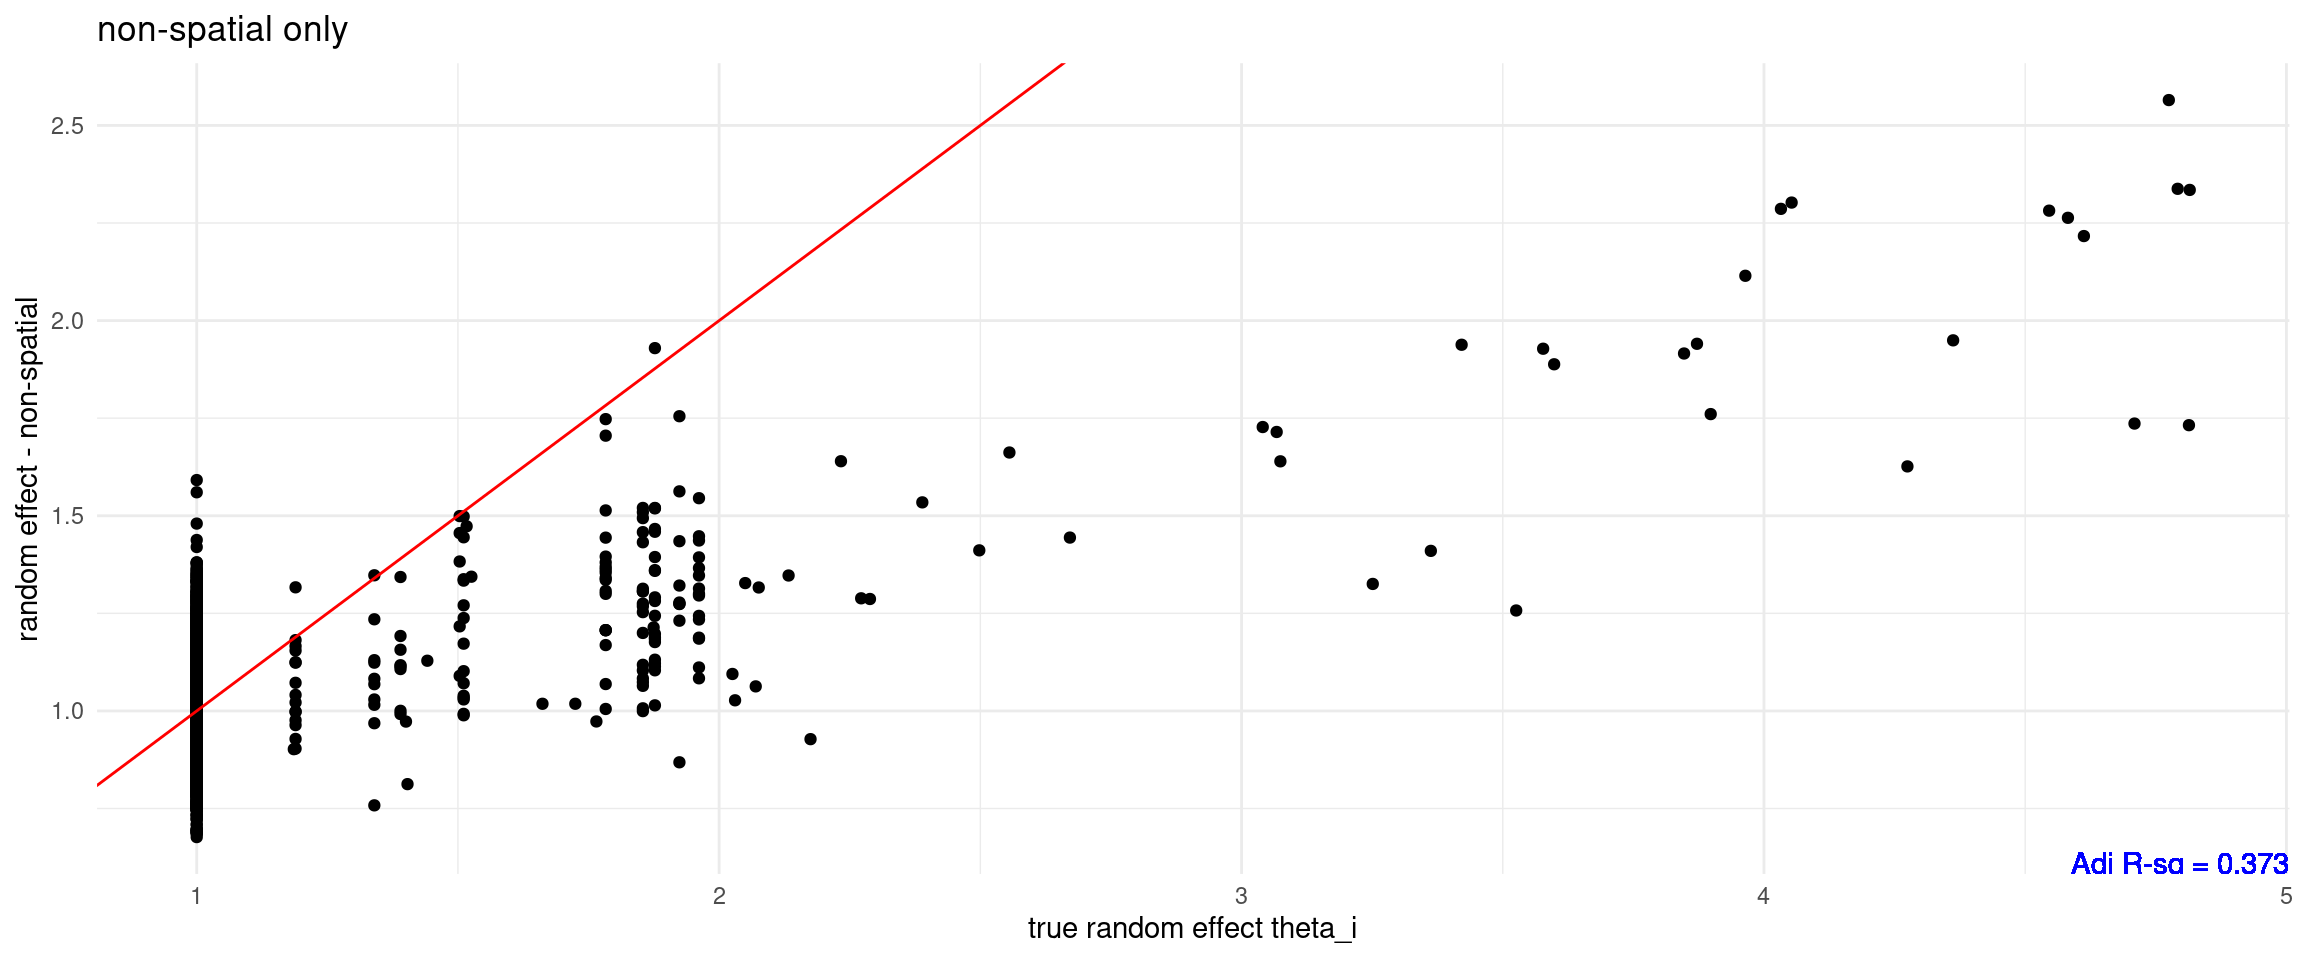 non-spatial only
random effect - non-spatial
2.5
2.0
1.5
1.0
Adj R-sq = 0.373
1 2 3 4 5
true random effect theta_i